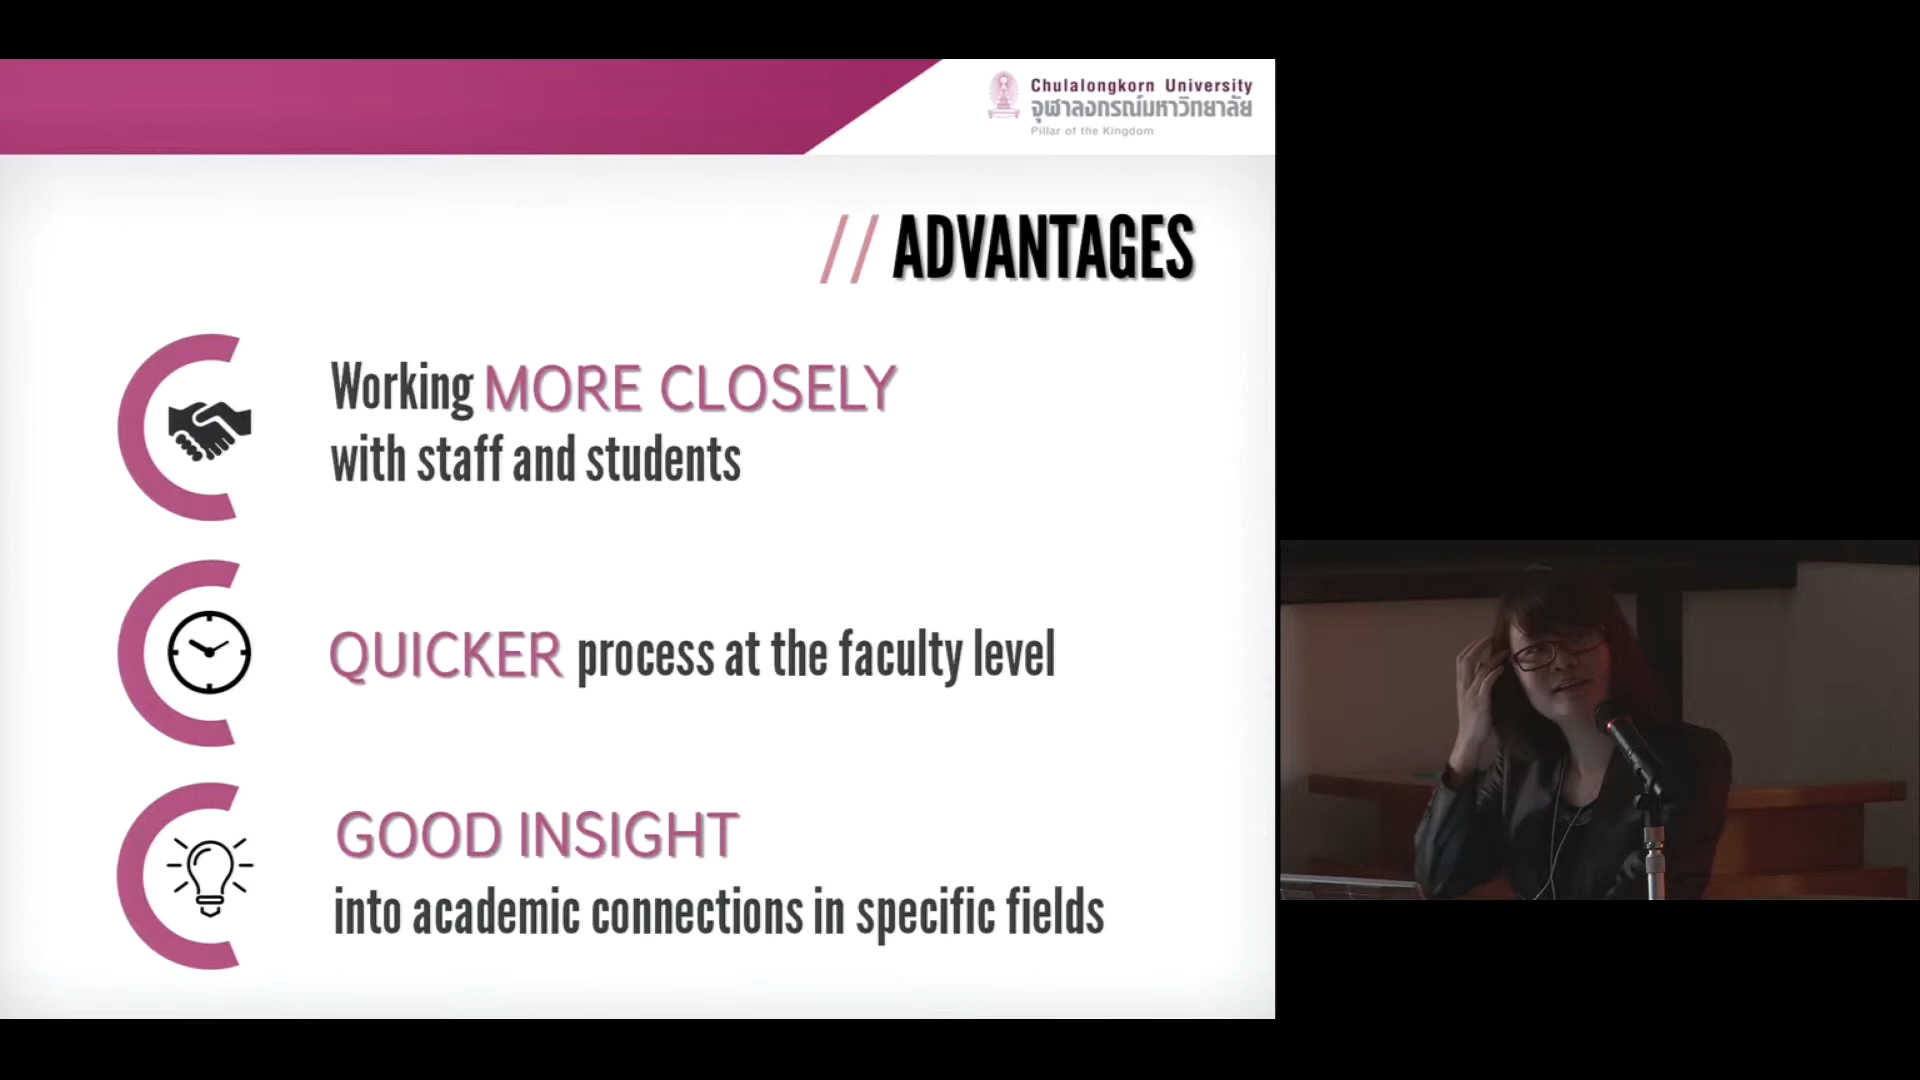 Chulalongkorn University
จุฬาลงกรณ์มหาวิทยาลัย
Pillar of the Kingdom
// ADVANTAGES
Working MORE CLOSELY
with staff and students
QUICKER process at the faculty level
GOOD INSIGHT
into academic connections in specific fields